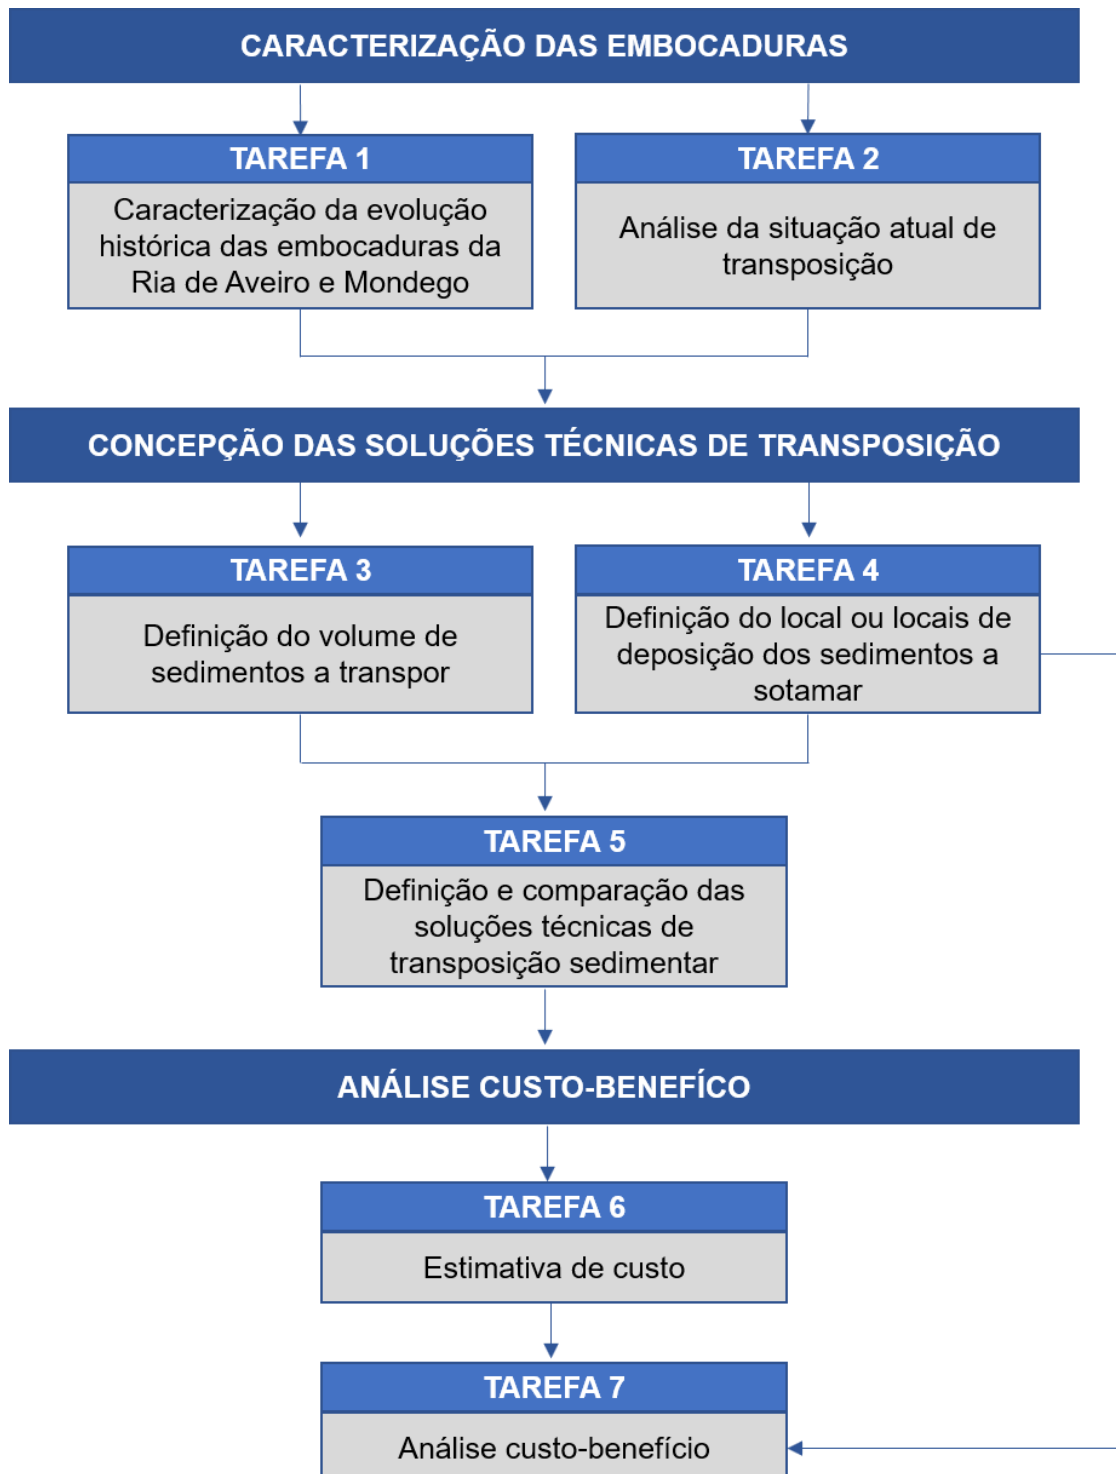 CARACTERIZAÇÃO DAS EMBOCADURAS
TAREFA 1
Caracterização da evolução
histórica das embocaduras da
Ria de Aveiro e Mondego
TAREFA 2
Análise da situação atual de
transposição
CONCEPÇÃO DAS SOLUÇÕES TÉCNICAS DE TRANSPOSIÇÃO
TAREFA 3
Definição do volume de
sedimentos a transpor
TAREFA 4
Definição do local ou locais de
deposição dos sedimentos a
sotamar
TAREFA 5
Definição e comparação das
soluções técnicas de
transposição sedimentar
ANÁLISE CUSTO-BENEFÍCO
TAREFA 6
Estimativa de custo
TAREFA 7
Análise custo-benefício